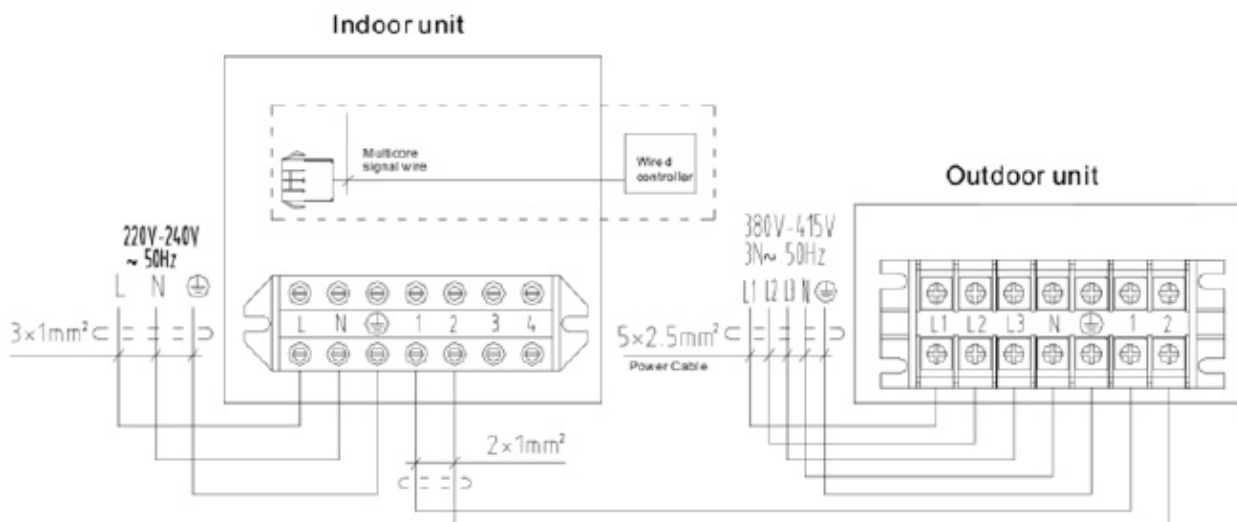 Indoor unit
Multicore
signal wire
Wired
controller
Outdoor unit
220V-240V
~ 50Hz
L N
3×1mm²
L N 1 2 3 4
2×1mm²
380V-415V
3N~ 50Hz
L1 L2 L3 N
5×2.5mm²
Power Cable
L1 L2 L3 N 1 2